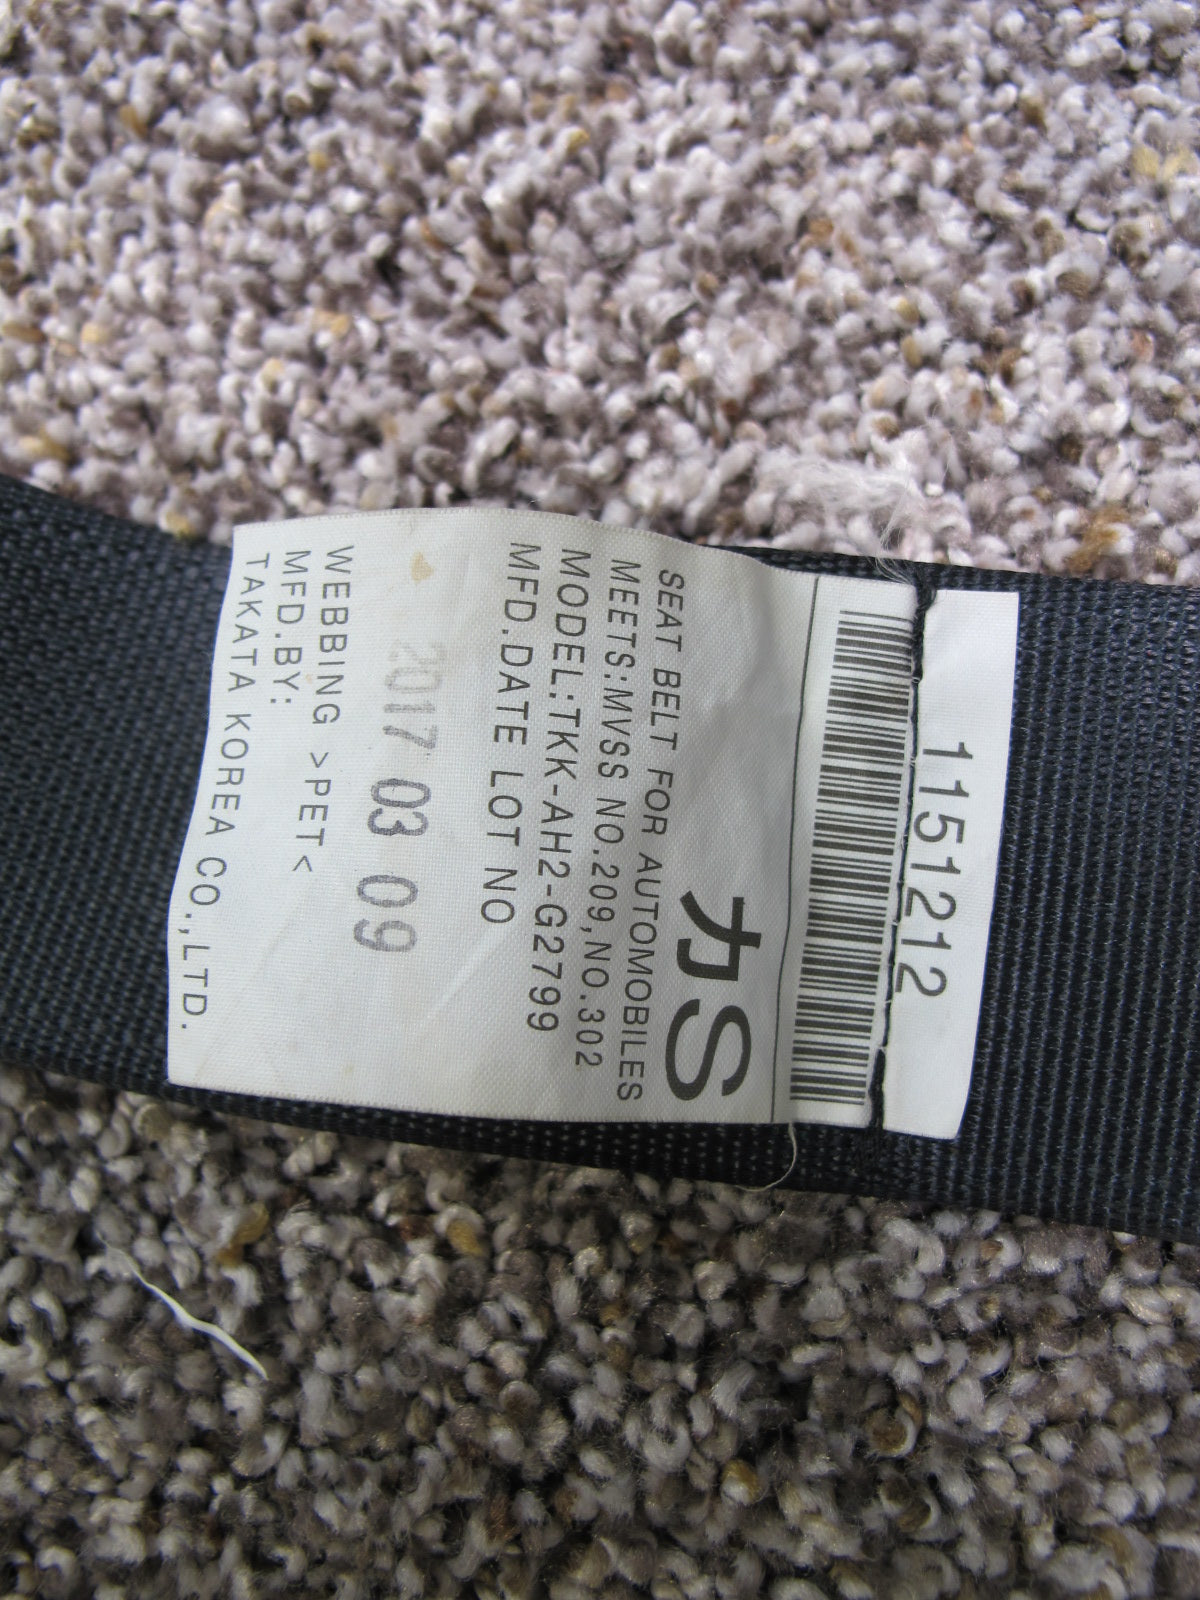 1151212
カS
SEAT BELT FOR AUTOMOBILES
MEETS:MVSS NO.209,NO.302
MODEL:TKK-AH2-G2799
MFD.DATE LOT NO
2017 03 09
WEBBING >PET<
MFD.BY:
TAKATA KOREA CO.,LTD.